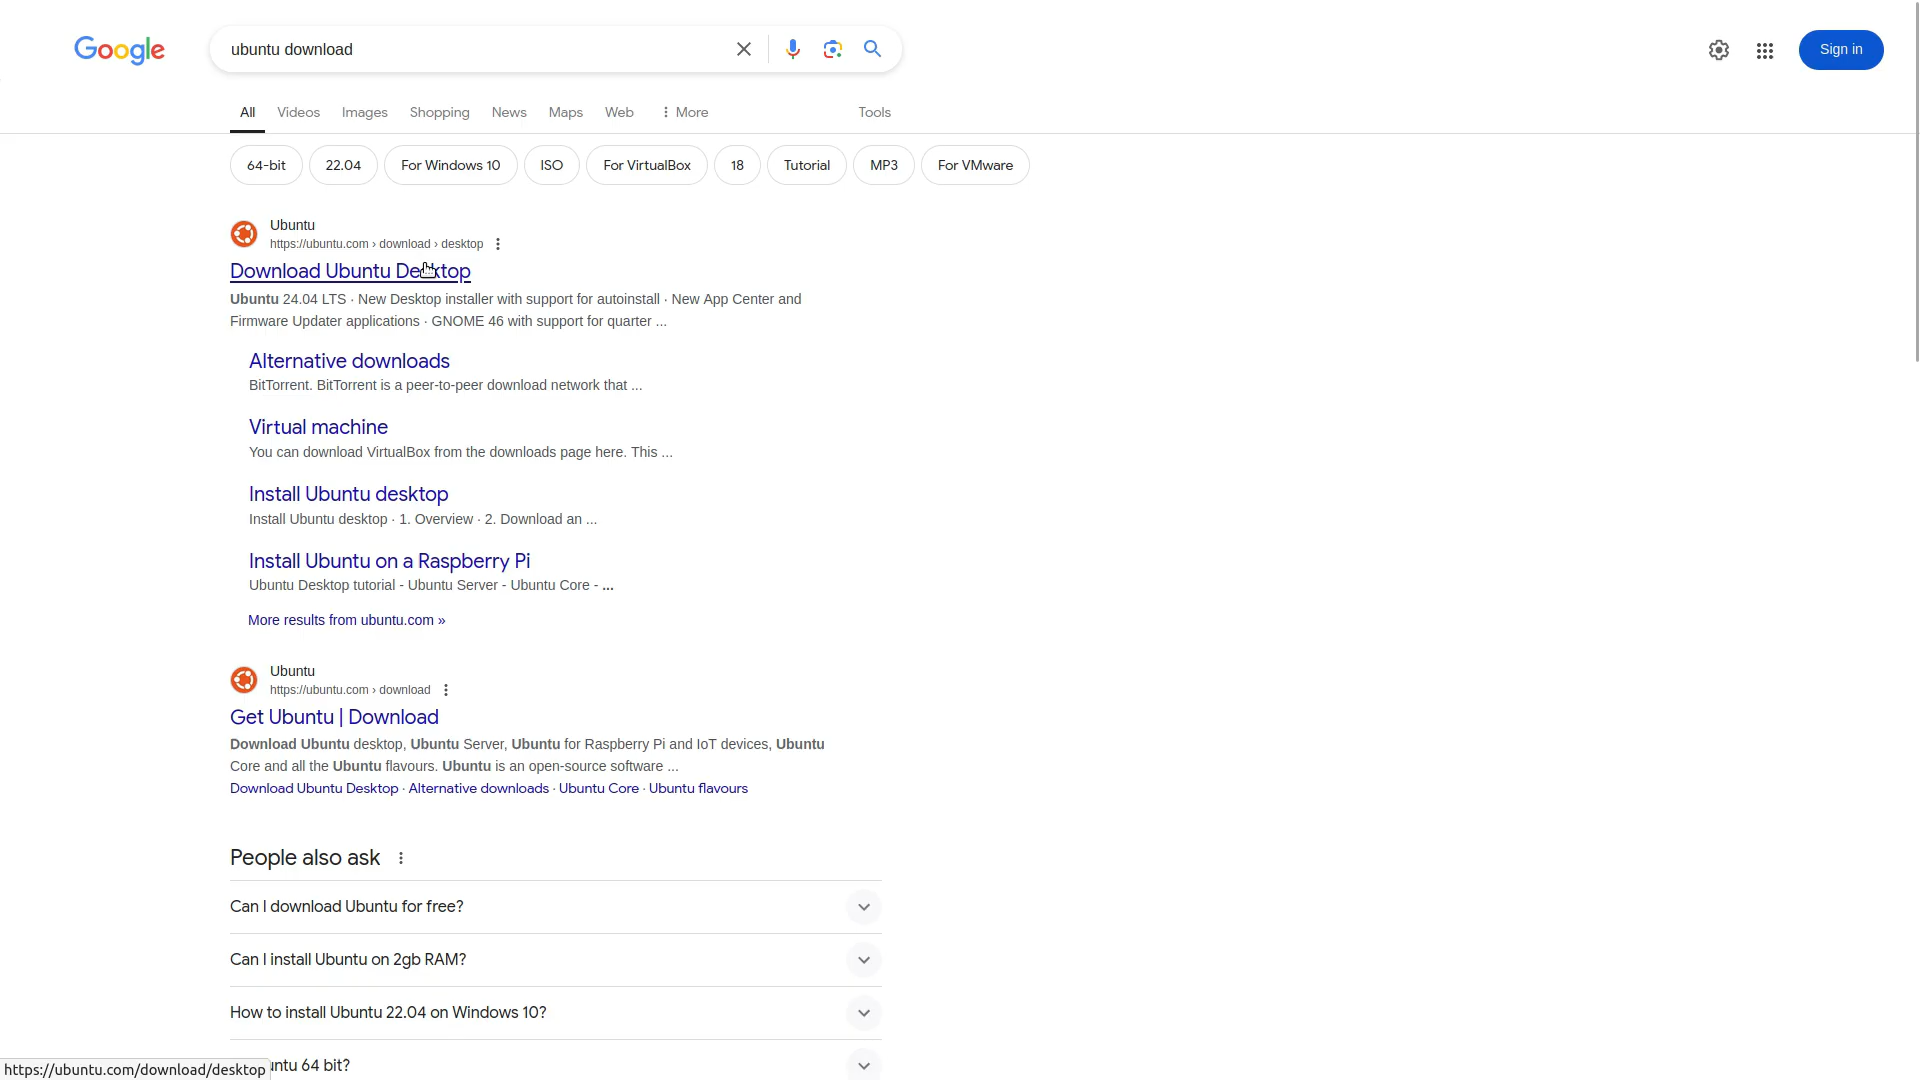 Google
ubuntu download
Sign in
All
Videos
Images
Shopping
News
Maps
Web
More
Tools
64-bit
22.04
For Windows 10
ISO
For VirtualBox
18
Tutorial
MP3
For VMware
Ubuntu
https://ubuntu.com › download › desktop
Download Ubuntu Desktop
Ubuntu 24.04 LTS · New Desktop installer with support for autoinstall · New App Center and
Firmware Updater applications · GNOME 46 with support for quarter ...
Alternative downloads
BitTorrent. BitTorrent is a peer-to-peer download network that ...
Virtual machine
You can download VirtualBox from the downloads page here. This ...
Install Ubuntu desktop
Install Ubuntu desktop · 1. Overview · 2. Download an ...
Install Ubuntu on a Raspberry Pi
Ubuntu Desktop tutorial - Ubuntu Server - Ubuntu Core - ...
More results from ubuntu.com »
Ubuntu
https://ubuntu.com › download
Get Ubuntu | Download
Download Ubuntu desktop, Ubuntu Server, Ubuntu for Raspberry Pi and IoT devices, Ubuntu
Core and all the Ubuntu flavours. Ubuntu is an open-source software ...
Download Ubuntu Desktop · Alternative downloads · Ubuntu Core · Ubuntu flavours
People also ask
Can I download Ubuntu for free?
Can I install Ubuntu on 2gb RAM?
How to install Ubuntu 22.04 on Windows 10?
64 bit?
https://ubuntu.com/download/desktop